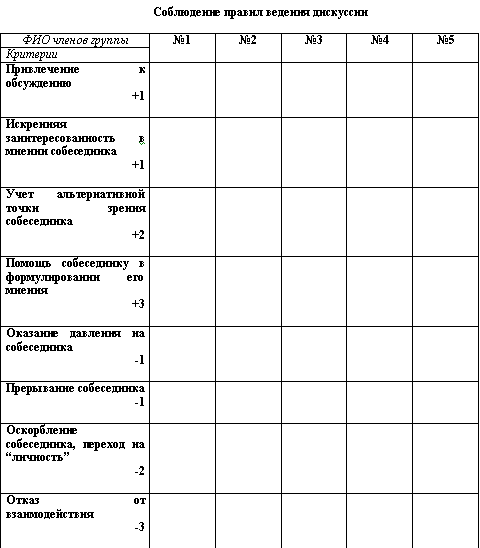 Соблюдение правил ведения дискуссии
ФИО членов группы №1 №2 №3 №4 №5
Критерии
Привлечение к
обсуждению
+1
Искренняя
заинтересованность в
мнении собеседника
+1
Учет альтернативной
точки зрения
собеседника
+2
Помощь собеседнику в
формулировании его
мнения
+3
Оказание давления на
собеседника
-1
Прерывание собеседника
-1
Оскорбление
собеседника, переход на
“личность”
-2
Отказ от
взаимодействия
-3